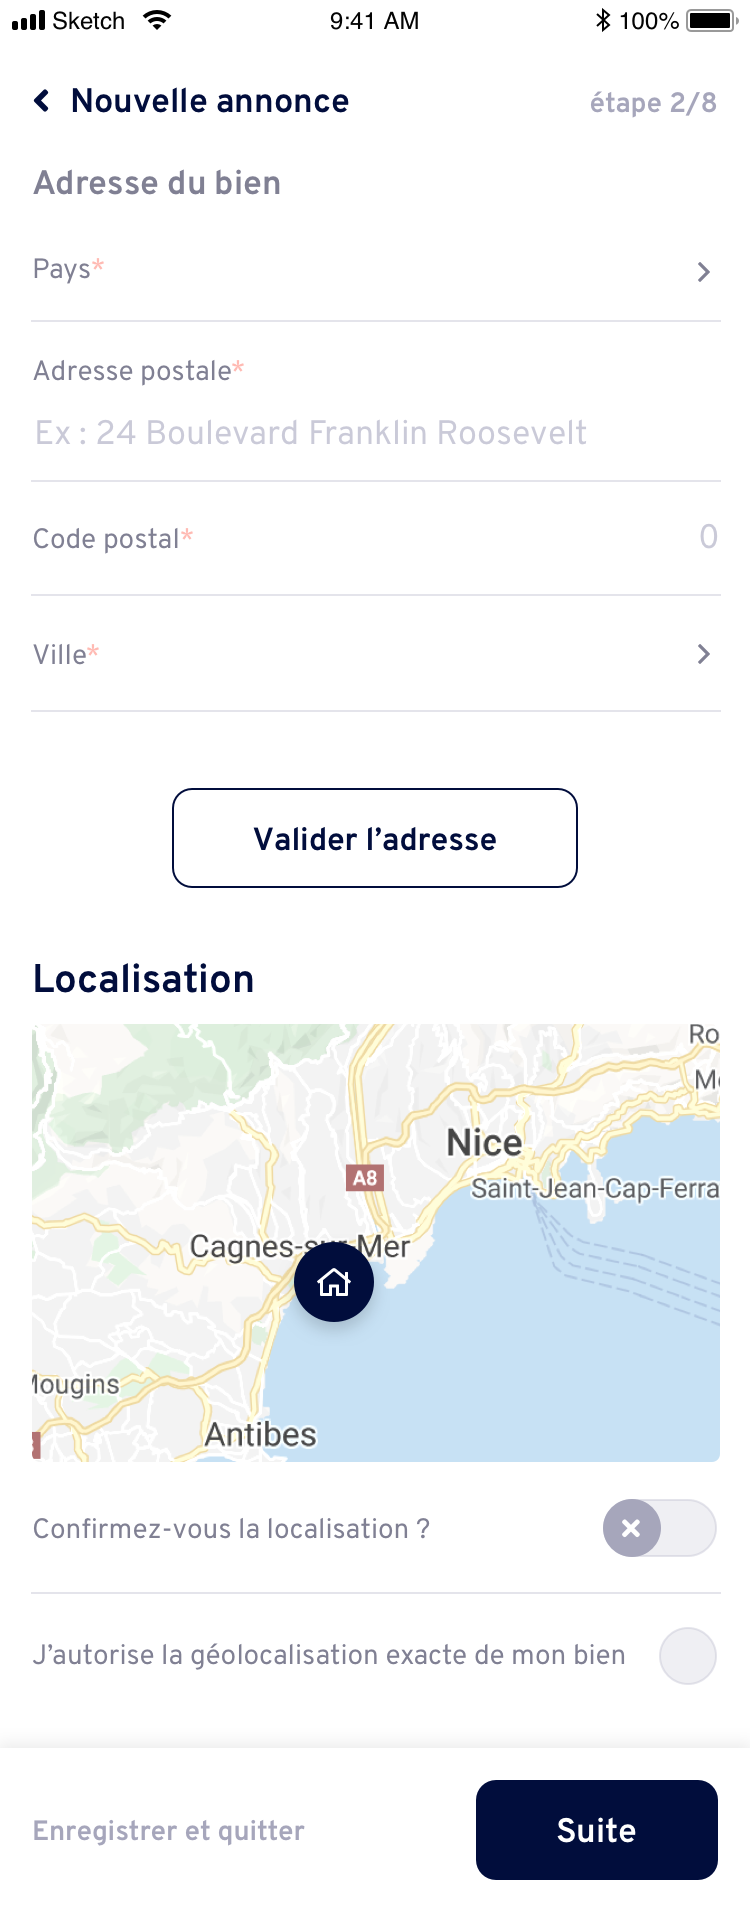 Sketch 9:41 AM 100%
Nouvelle annonce étape 2/8
Adresse du bien
Pays*
Adresse postale*
Ex : 24 Boulevard Franklin Roosevelt
Code postal* 0
Ville*
Valider l’adresse
Localisation
Ro
Nice
A8
Saint-Jean-Cap-Ferra
Cagnes-sur-Mer
Mougins
Antibes
Confirmez-vous la localisation ?
J’autorise la géolocalisation exacte de mon bien
Enregistrer et quitter Suite